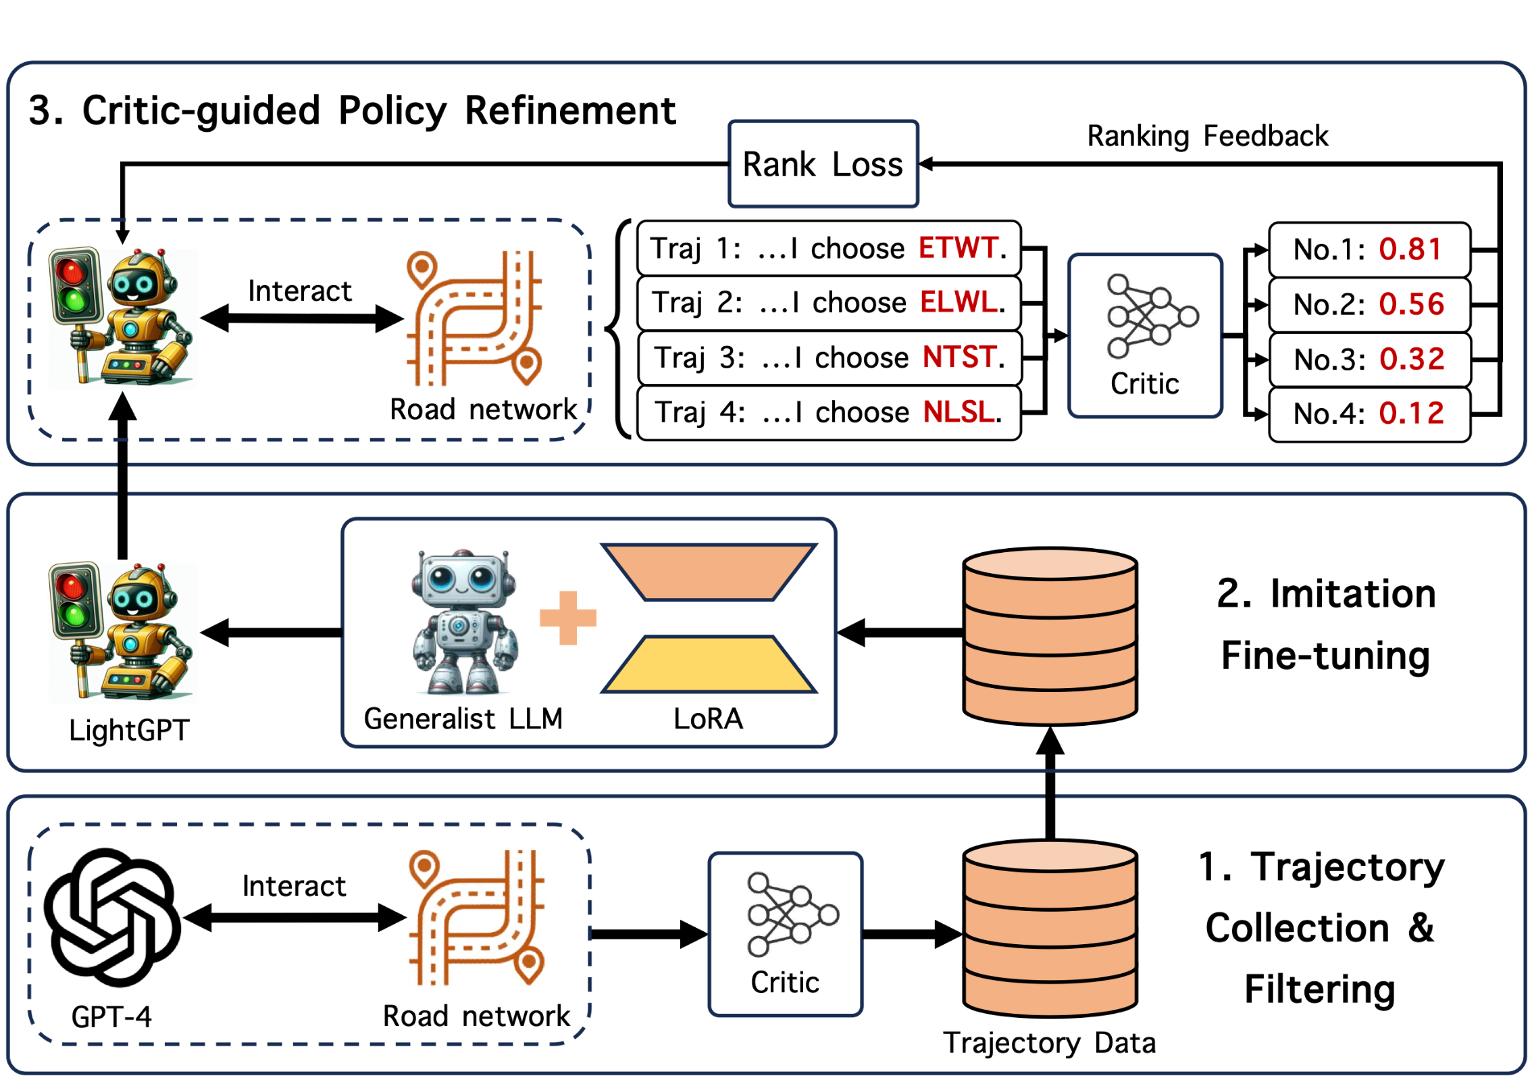 3. Critic-guided Policy Refinement
Ranking Feedback
Rank Loss
Interact
Road network
Traj 1: ...I choose ETWT.
Traj 2: ...I choose ELWL.
Traj 3: ...I choose NTST.
Traj 4: ...I choose NLSL.
Critic
No.1: 0.81
No.2: 0.56
No.3: 0.32
No.4: 0.12
LightGPT
Generalist LLM
LoRA
2. Imitation
Fine-tuning
GPT-4
Interact
Road network
Critic
Trajectory Data
1. Trajectory
Collection &
Filtering